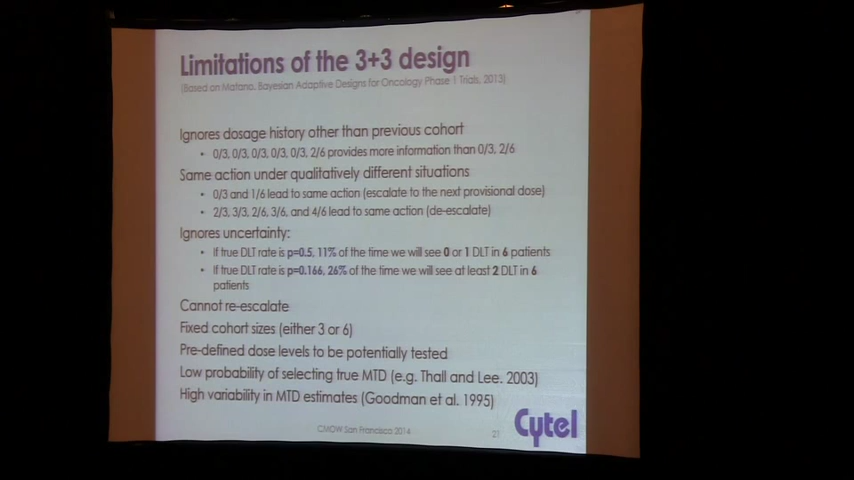 Limitations of the 3+3 design
(Based on Matano, Bayesian Adaptive Designs for Oncology Phase I Trials, 2013)
Ignores dosage history other than previous cohort
• 0/3, 0/3, 0/3, 0/3, 0/3, 2/6 provides more information than 0/3, 2/6
Same action under qualitatively different situations
• 0/3 and 1/6 lead to same action (escalate to the next provisional dose)
• 2/3, 3/3, 2/6, 3/6, and 4/6 lead to same action (de-escalate)
Ignores uncertainty:
• If true DLT rate is p=0.5, 11% of the time we will see 0 or 1 DLT in 6 patients
• If true DLT rate is p=0.166, 26% of the time we will see at least 2 DLT in 6
patients
Cannot re-escalate
Fixed cohort sizes (either 3 or 6)
Pre-defined dose levels to be potentially tested
Low probability of selecting true MTD (e.g. Thall and Lee. 2003)
High variability in MTD estimates (Goodman et al. 1995)
CMOW San Francisco 2014
21
Cytel